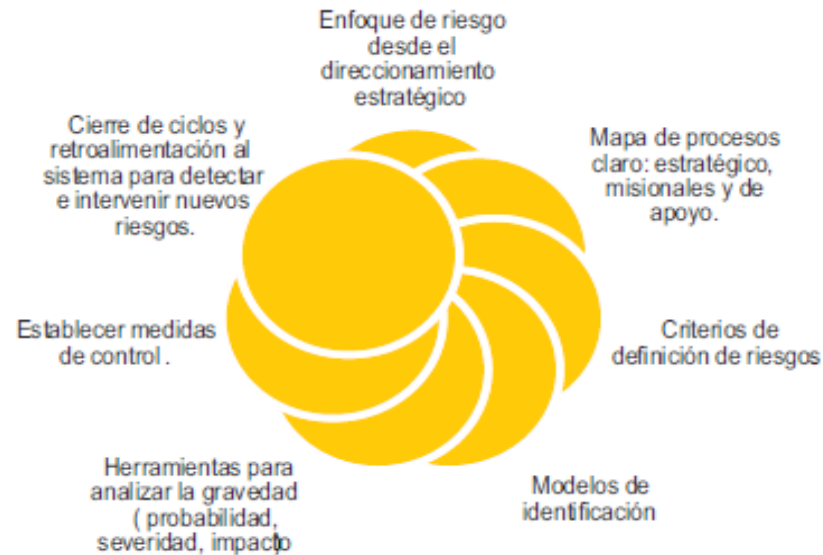 Enfoque de riesgo
desde el
direccionamiento
estratégico
Mapa de procesos
claro: estratégico,
misionales y de
apoyo.
Criterios de
definición de riesgos
Modelos de
identificación
Herramientas para
analizar la gravedad
( probabilidad,
severidad, impacto)
Establecer medidas
de control .
Cierre de ciclos y
retroalimentación al
sistema para detectar
e intervenir nuevos
riesgos.